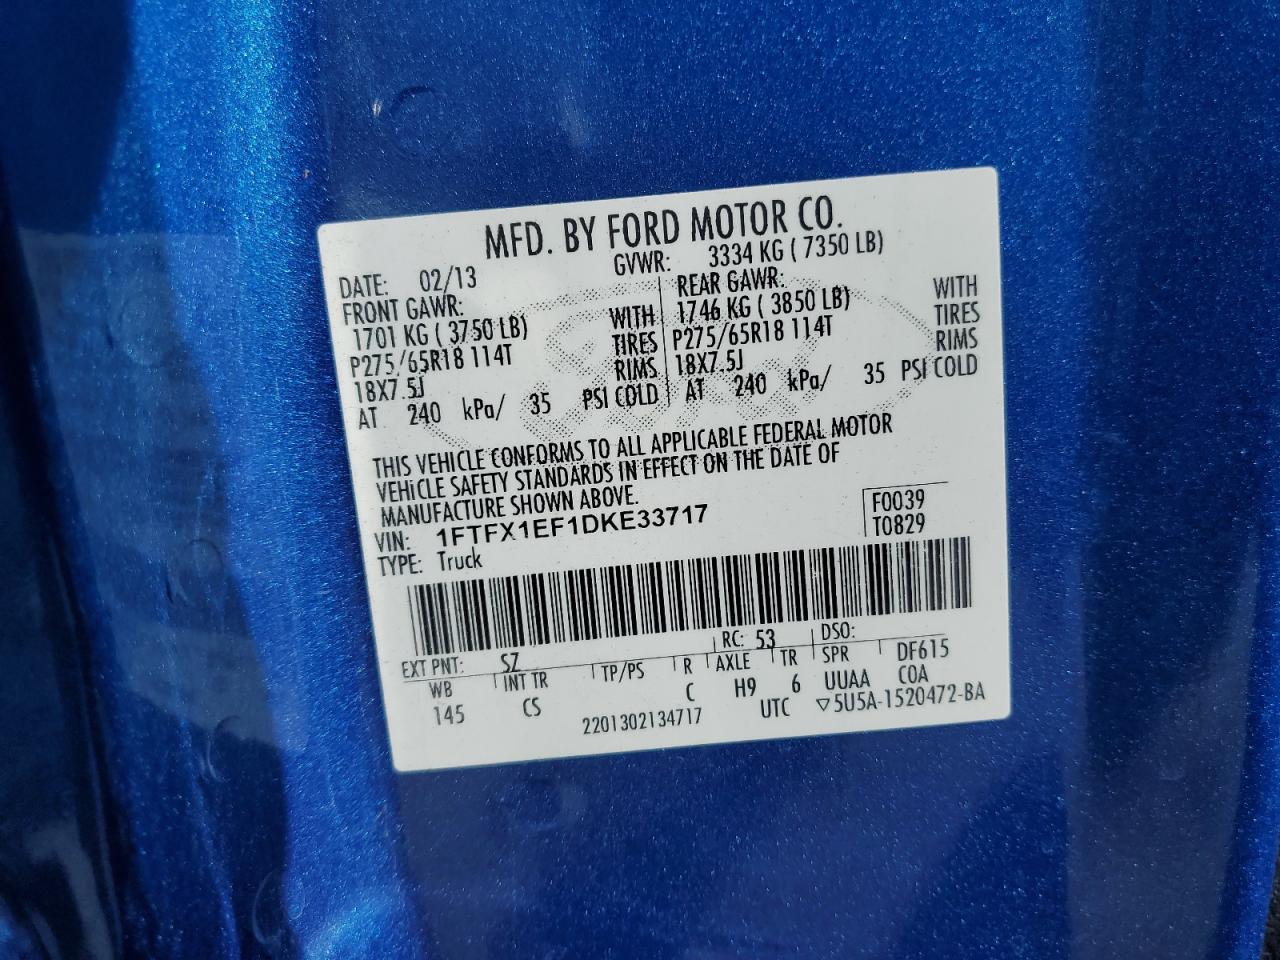 MFD. BY FORD MOTOR CO.
DATE: 02/13 GVWR: 3334 KG ( 7350 LB)
FRONT GAWR: REAR GAWR:
1701 KG ( 3750 LB) WITH 1746 KG ( 3850 LB) WITH
P275/65R18 114T TIRES P275/65R18 114T TIRES
18X7.5J RIMS 18X7.5J RIMS
AT 240 kPa/ 35 PSI COLD AT 240 kPa/ 35 PSI COLD
THIS VEHICLE CONFORMS TO ALL APPLICABLE FEDERAL MOTOR
VEHICLE SAFETY STANDARDS IN EFFECT ON THE DATE OF
MANUFACTURE SHOWN ABOVE.
VIN: 1FTFX1EF1DKE33717 F0039
TYPE: Truck T0829
EXT PNT: SZ RC: 53 DSO:
WB INT TR TP/PS R AXLE TR SPR DF615
145 CS C H9 6 UUAA COA
2201302134717 UTC ▽5U5A-1520472-BA